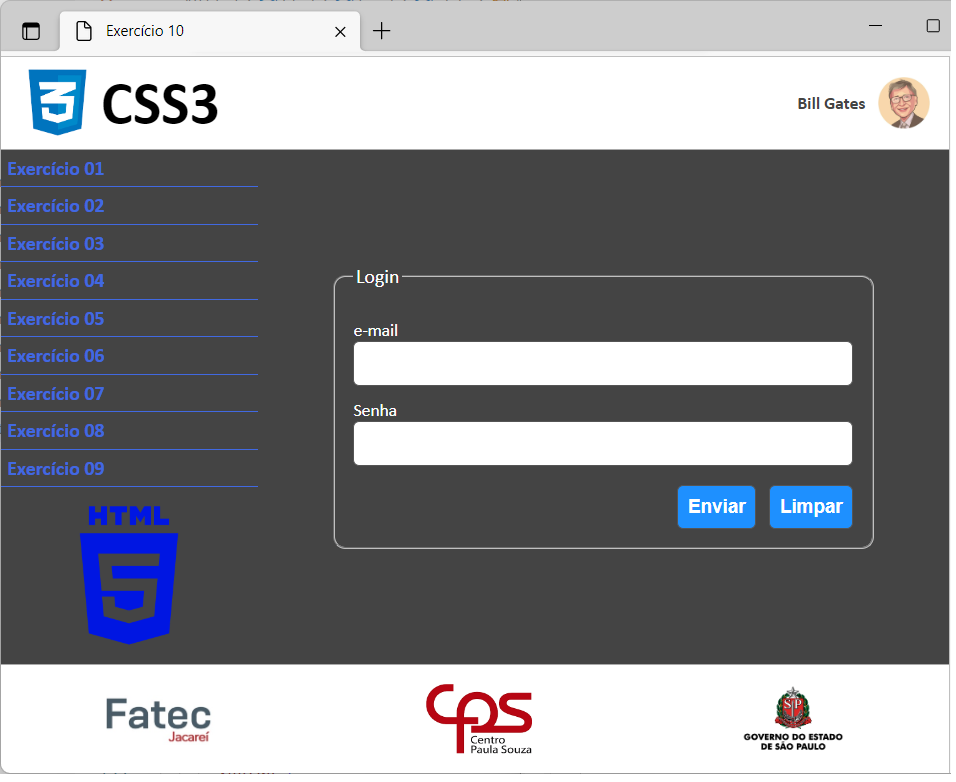 Exercício 10
CSS3
Bill Gates
Exercício 01
Exercício 02
Exercício 03
Exercício 04
Exercício 05
Exercício 06
Exercício 07
Exercício 08
Exercício 09
HTML
5
Login
e-mail
Senha
Enviar Limpar
Fatec
Jacareí
CPS
Centro
Paula Souza
SP
GOVERNO DO ESTADO
DE SÃO PAULO